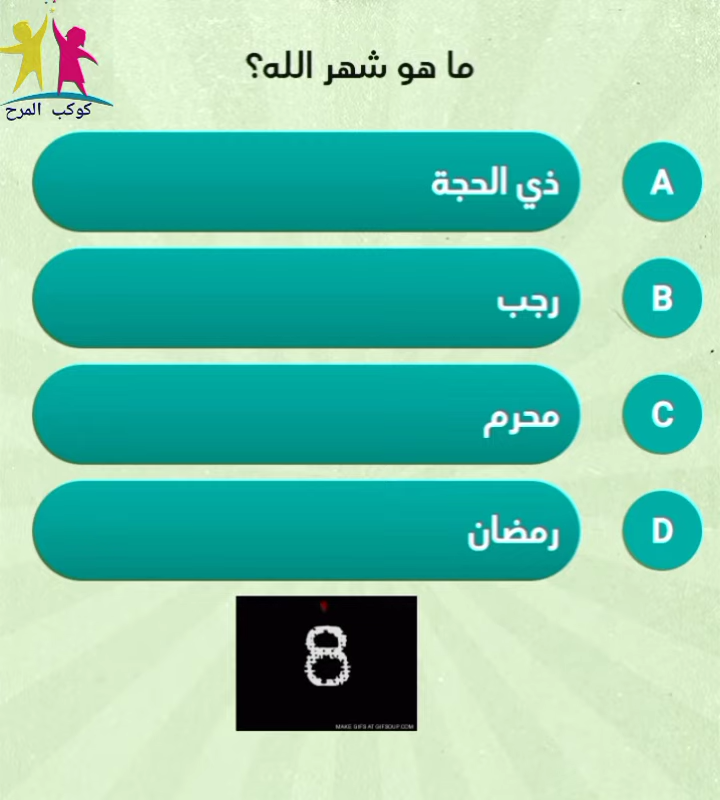 كوكب المرح
ما هو شهر الله؟
A ذي الحجة
B رجب
C محرم
D رمضان
8
MAKE GIFS AT GIFSOUP.COM